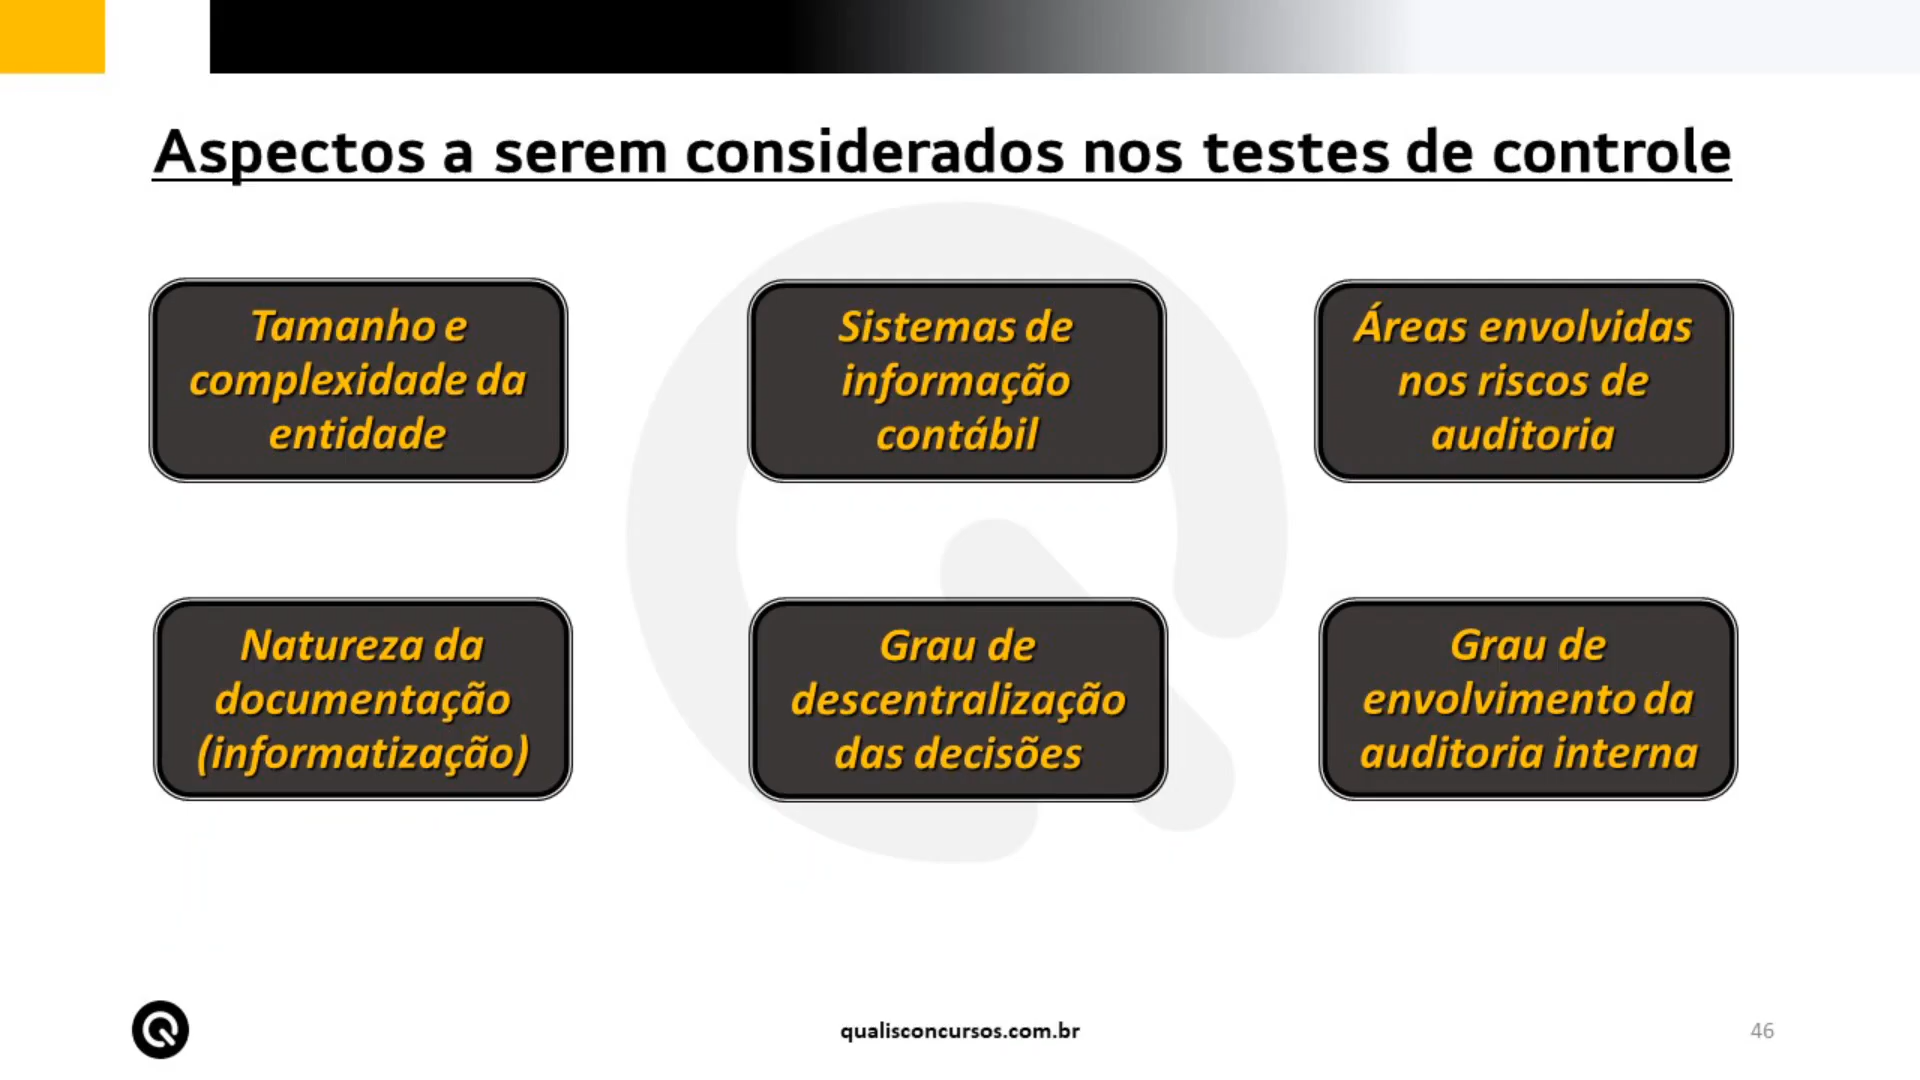 Aspectos a serem considerados nos testes de controle
Tamanho e
complexidade da
entidade
Sistemas de
informação
contábil
Áreas envolvidas
nos riscos de
auditoria
Natureza da
documentação
(informatização)
Grau de
descentralização
das decisões
Grau de
envolvimento da
auditoria interna
qualisconcursos.com.br
46